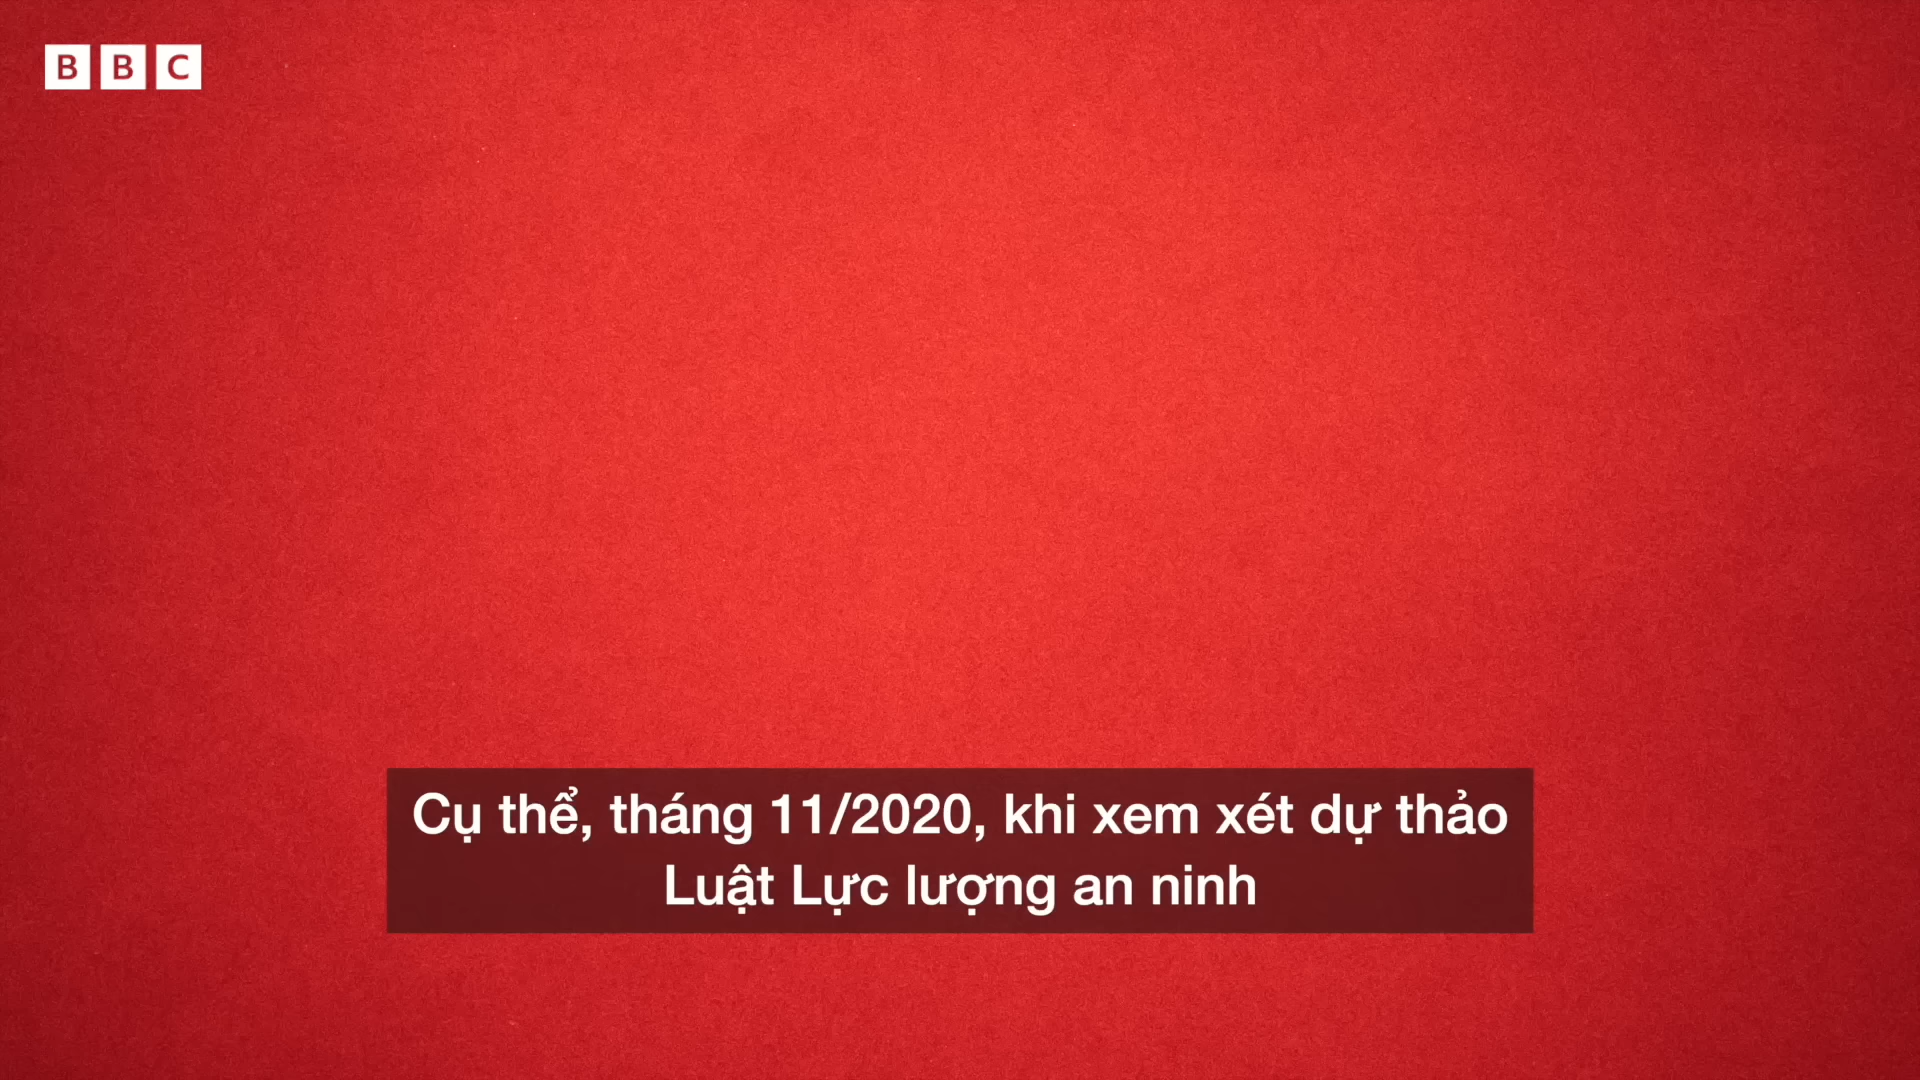 BBC
Cụ thể, tháng 11/2020, khi xem xét dự thảo
Luật Lực lượng an ninh